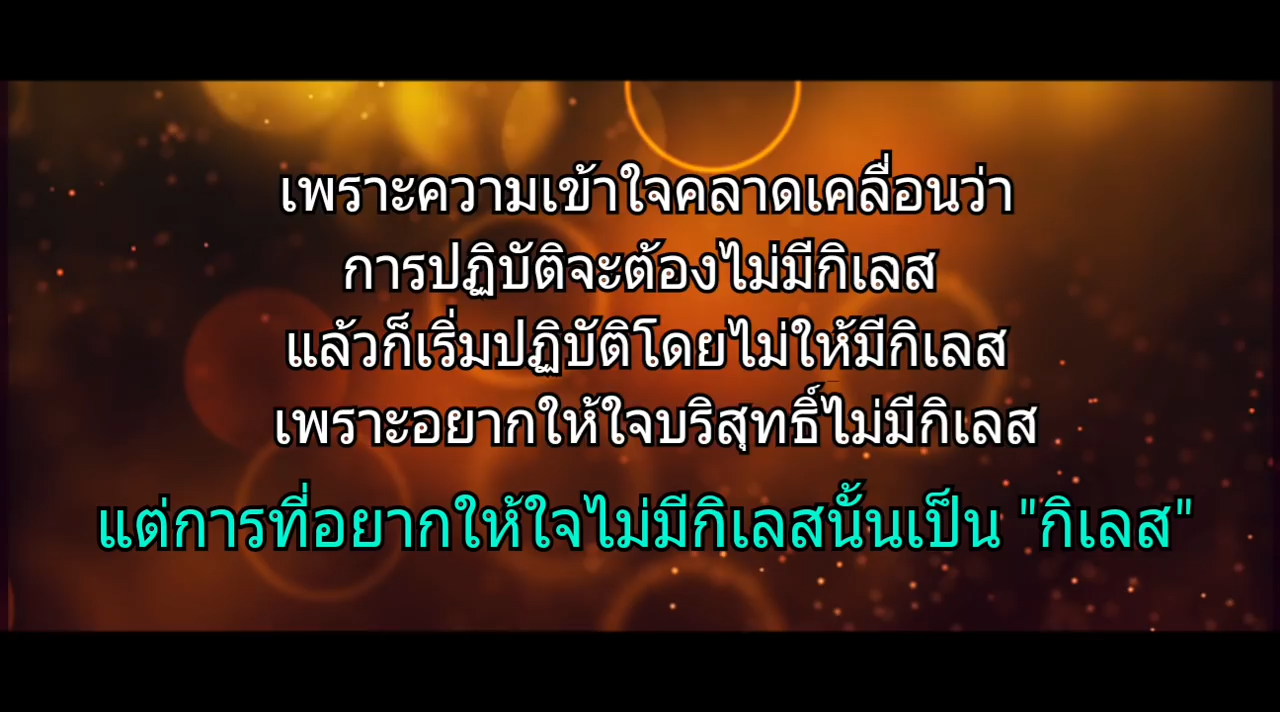 เพราะความเข้าใจคลาดเคลื่อนว่า
การปฏิบัติจะต้องไม่มีกิเลส
แล้วก็เริ่มปฏิบัติโดยไม่ให้มีกิเลส
เพราะอยากให้ใจบริสุทธิ์ไม่มีกิเลส
แต่การที่อยากให้ใจไม่มีกิเลสนั้นเป็น "กิเลส"